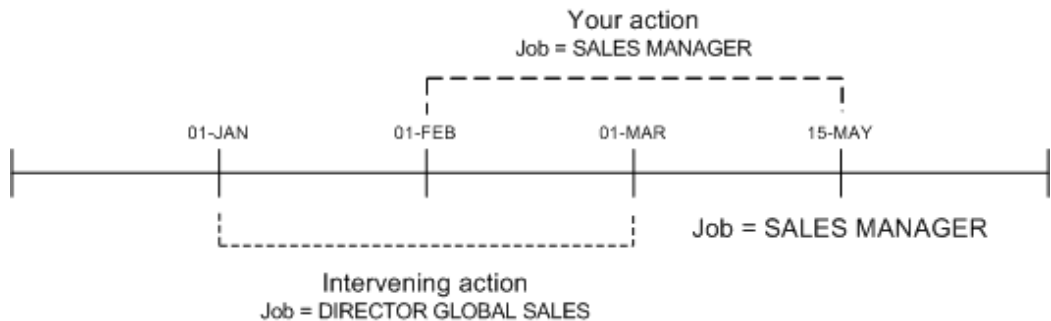 Your action
Job = SALES MANAGER
01-JAN 01-FEB 01-MAR 15-MAY
Job = SALES MANAGER
Intervening action
Job = DIRECTOR GLOBAL SALES